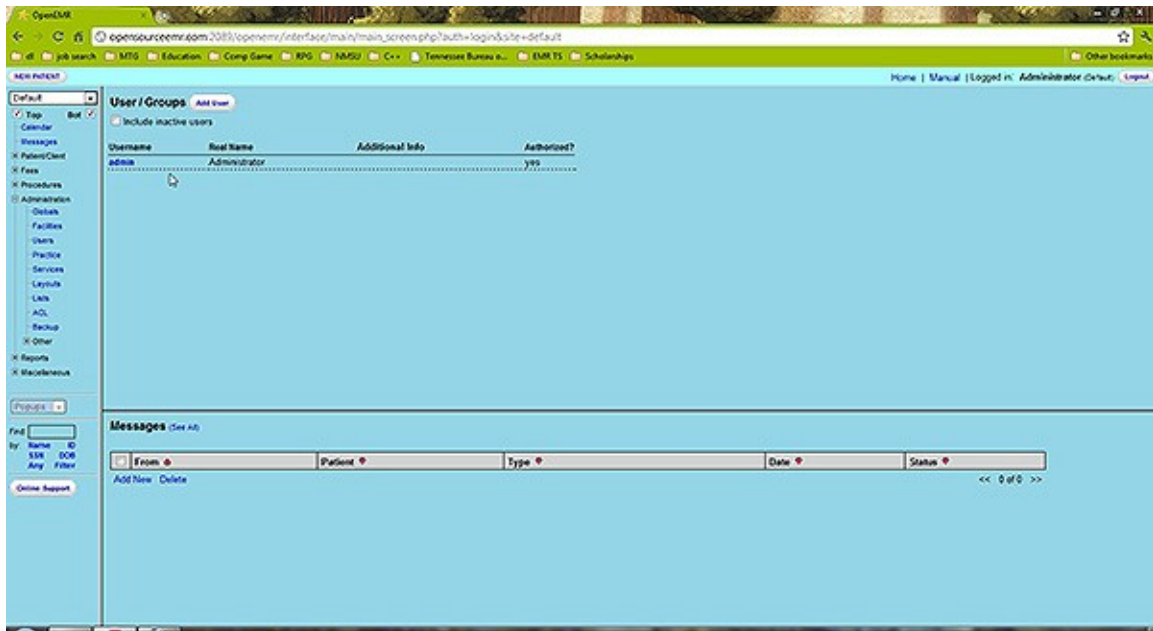 OpenEMR
opensourceemr.com:2089/openemr/interface/main/main_screen.php?auth=login&site=default
dl job search MTG Education Comp Game RPG NMSU C++ Tennessee Bureau o... EMR TS Scholarships Other bookmarks
NEW PATIENT Home | Manual | Logged in: Administrator (Default) Logout
Default
Top Bot
Calendar
Messages
Patient/Client
Fees
Procedures
Administration
Globals
Facilities
Users
Practice
Services
Layouts
Lists
ACL
Backup
Other
Reports
Miscellaneous
Popups
Find
by: Name ID
SSN DOB
Any Filter
Online Support
User / Groups Add User
Include inactive users
Username Real Name Additional Info Authorized?
admin Administrator yes
Messages (See All)
From Patient Type Date Status
Add New Delete << 0 of 0 >>